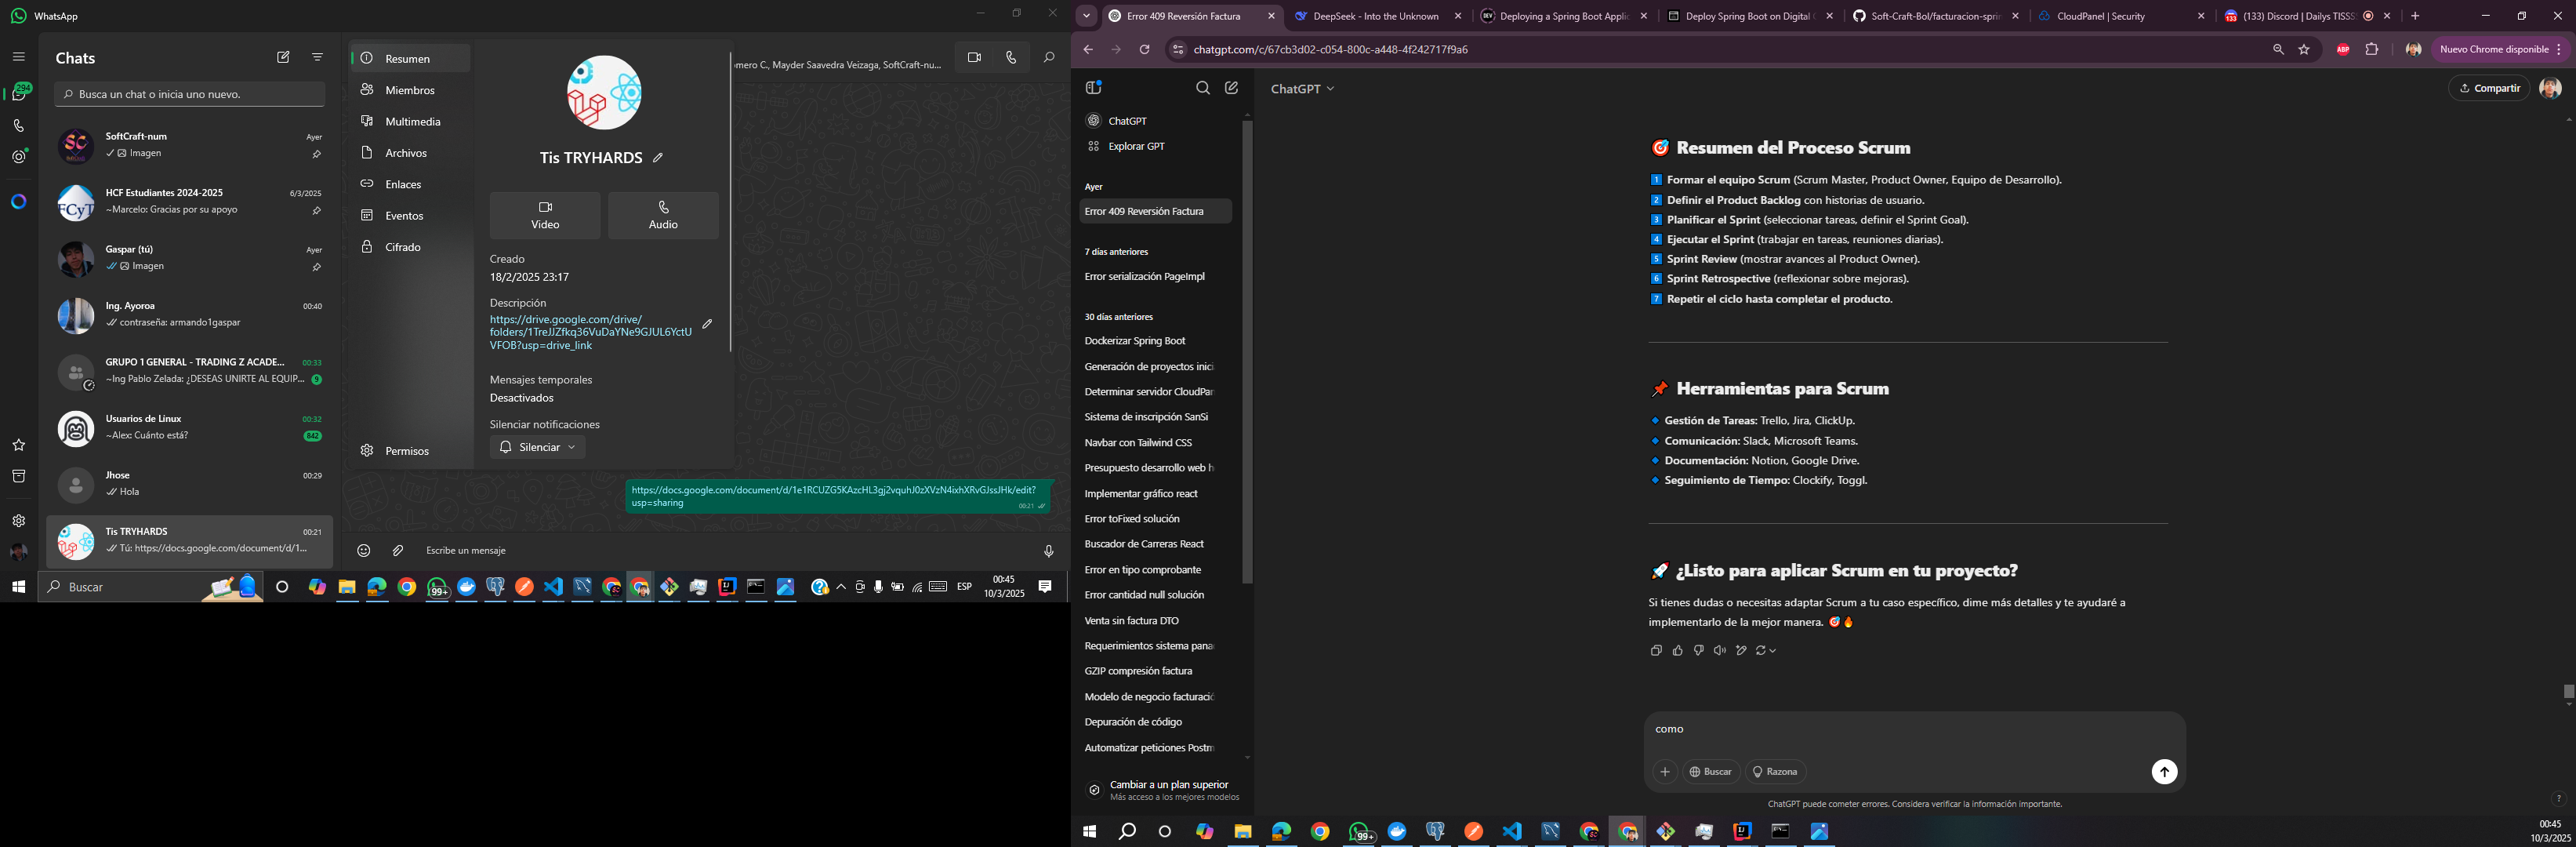 WhatsApp
Chats
Busca un chat o inicia uno nuevo.
294
SoftCraft-num
Ayer
Imagen
HCF Estudiantes 2024-2025
6/3/2025
~Marcelo: Gracias por su apoyo
Gaspar (tú)
Ayer
Imagen
Ing. Ayoroa
00:40
contraseña: armando1gaspar
GRUPO 1 GENERAL - TRADING Z ACADE...
00:33
~Ing Pablo Zelada: ¿DESEAS UNIRTE AL EQUIP...
9
Usuarios de Linux
00:32
~Alex: Cuánto está?
842
Jhose
00:29
Hola
Tis TRYHARDS
00:21
Tú: https://docs.google.com/document/d/1...
Resumen
Miembros
Multimedia
Archivos
Enlaces
Eventos
Cifrado
Permisos
Tis TRYHARDS
Video
Audio
Creado
18/2/2025 23:17
Descripción
https://drive.google.com/drive/
folders/1TreJJZfkq36VuDaYNe9GJUL6YctU
VFOB?usp=drive_link
Mensajes temporales
Desactivados
Silenciar notificaciones
Silenciar
omero C., Mayder Saavedra Veizaga, SoftCraft-nu...
https://docs.google.com/document/d/1e1RCUZG5KAzcHL3gj2vquhJ0zXVzN4ixhXRvGJssJHk/edit?
usp=sharing
00:21
Escribe un mensaje
Buscar
99+
ESP
00:45
10/3/2025
Error 409 Reversión Factura
DeepSeek - Into the Unknown
Deploying a Spring Boot Applic
Deploy Spring Boot on Digital
Soft-Craft-Bol/facturacion-sprin
CloudPanel | Security
(133) Discord | Dailys TISSS
chatgpt.com/c/67cb3d02-c054-800c-a448-4f242717f9a6
Nuevo Chrome disponible
ChatGPT
Explorar GPT
Ayer
Error 409 Reversión Factura
7 días anteriores
Error serialización PageImpl
30 días anteriores
Dockerizar Spring Boot
Generación de proyectos inici
Determinar servidor CloudPan
Sistema de inscripción SanSi
Navbar con Tailwind CSS
Presupuesto desarrollo web h
Implementar gráfico react
Error toFixed solución
Buscador de Carreras React
Error en tipo comprobante
Error cantidad null solución
Venta sin factura DTO
Requerimientos sistema pana
GZIP compresión factura
Modelo de negocio facturació
Depuración de código
Automatizar peticiones Postm
Cambiar a un plan superior
Más acceso a los mejores modelos
ChatGPT
Compartir
Resumen del Proceso Scrum
1 Formar el equipo Scrum (Scrum Master, Product Owner, Equipo de Desarrollo).
2 Definir el Product Backlog con historias de usuario.
3 Planificar el Sprint (seleccionar tareas, definir el Sprint Goal).
4 Ejecutar el Sprint (trabajar en tareas, reuniones diarias).
5 Sprint Review (mostrar avances al Product Owner).
6 Sprint Retrospective (reflexionar sobre mejoras).
7 Repetir el ciclo hasta completar el producto.
Herramientas para Scrum
Gestión de Tareas: Trello, Jira, ClickUp.
Comunicación: Slack, Microsoft Teams.
Documentación: Notion, Google Drive.
Seguimiento de Tiempo: Clockify, Toggl.
¿Listo para aplicar Scrum en tu proyecto?
Si tienes dudas o necesitas adaptar Scrum a tu caso específico, dime más detalles y te ayudaré a
implementarlo de la mejor manera.
como
Buscar
Razona
ChatGPT puede cometer errores. Considera verificar la información importante.
99+
00:45
10/3/2025